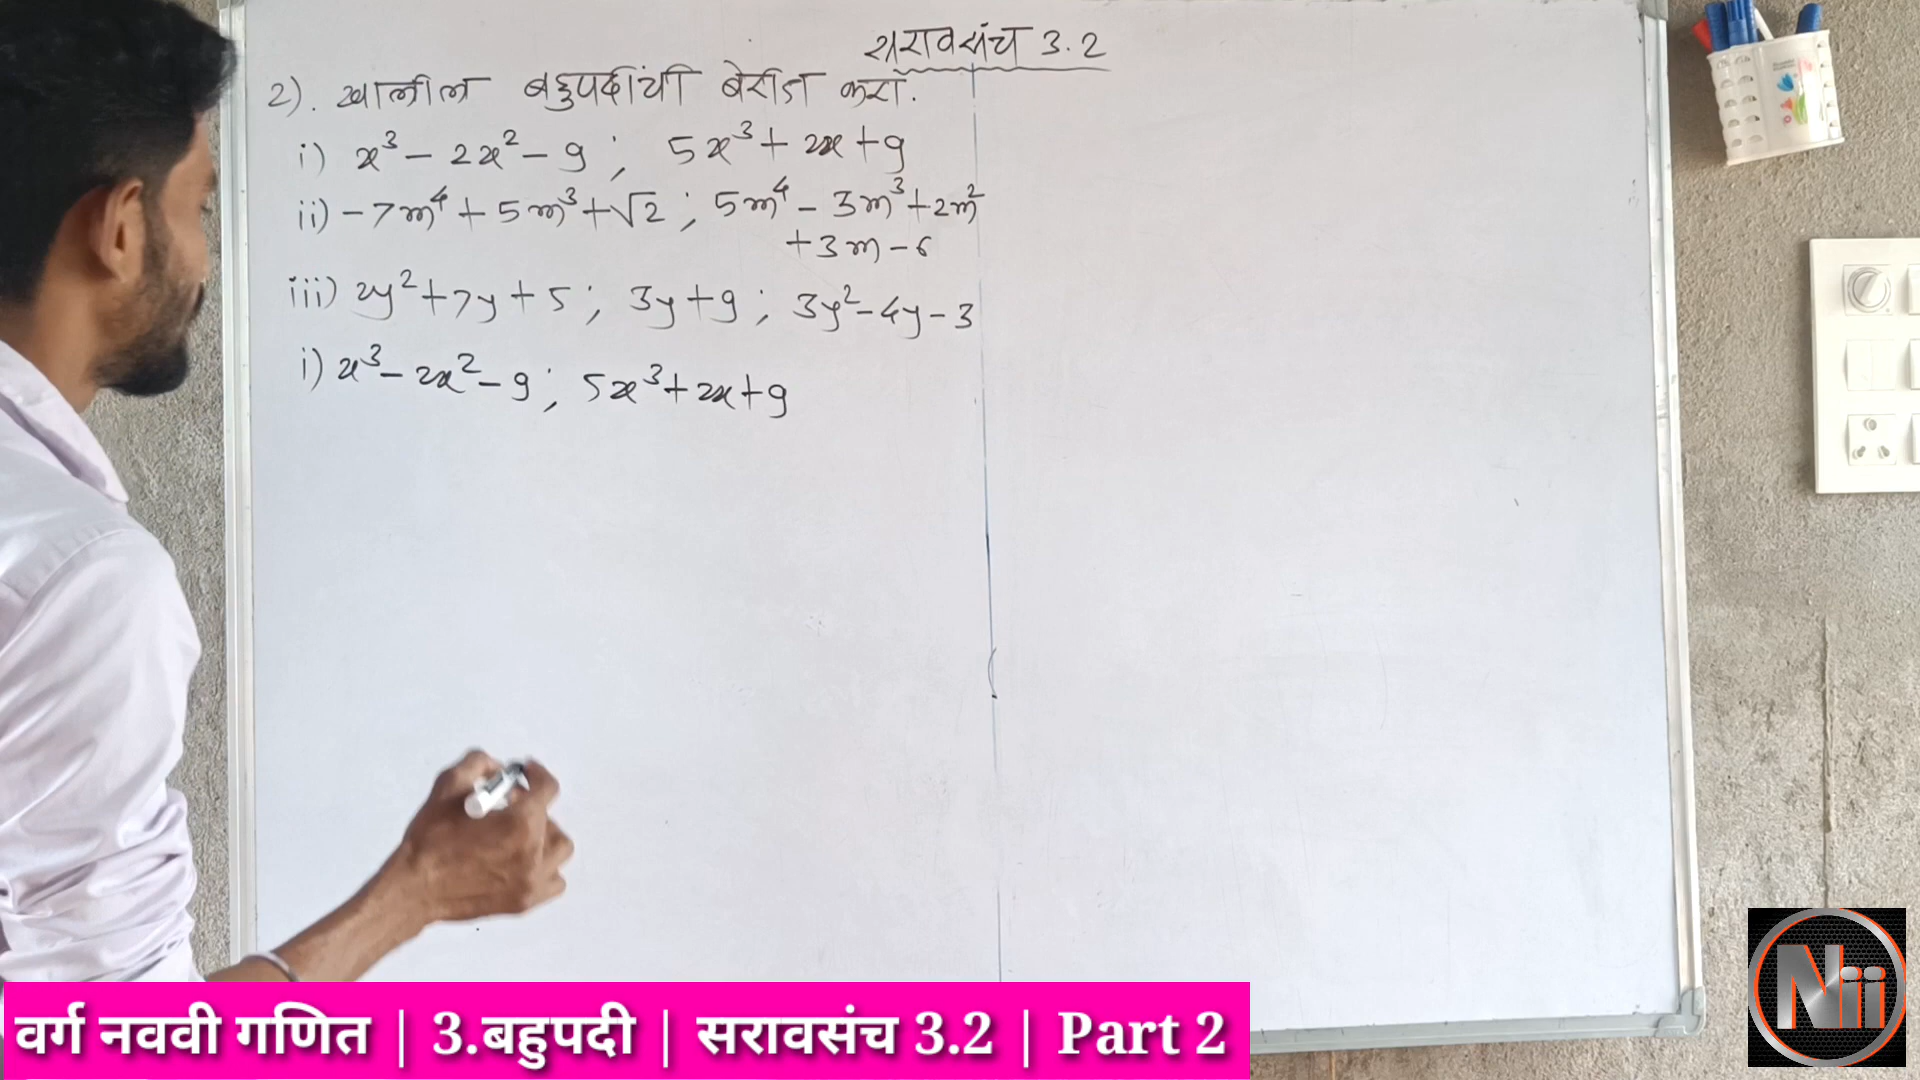 सरावसंच 3.2
2). खालील बहुपदींची बेरीज करा.
i) x³ - 2x² - 9 ; 5x³ + 2x + 9
ii) -7m⁴ + 5m³ + √2 ; 5m⁴ - 3m³ + 2m²
+ 3m - 6
iii) 2y² + 7y + 5 ; 3y + 9 ; 3y² - 4y - 3
i) x³ - 2x² - 9 ; 5x³ + 2x + 9
वर्ग नववी गणित | 3.बहुपदी | सरावसंच 3.2 | Part 2
Nii